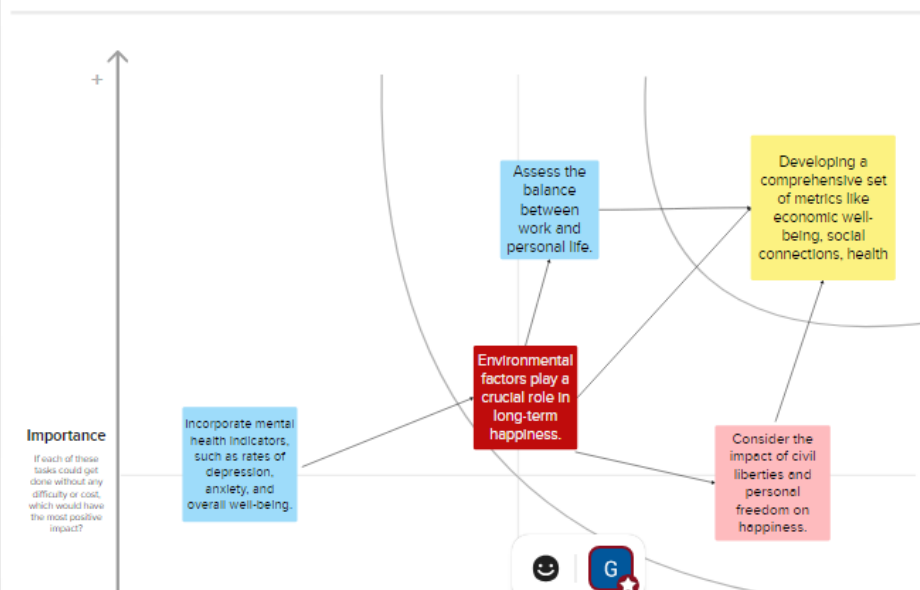 +
Assess the
balance
between
work and
personal life.
Developing a
comprehensive set
of metrics like
economic well-
being, social
connections, health
Environmental
factors play a
crucial role in
long-term
happiness.
Incorporate mental
health indicators,
such as rates of
depression,
anxiety, and
overall well-being.
Importance
If each of these
tasks could get
done without any
difficulty or cost,
which would have
the most positive
impact?
Consider the
impact of civil
liberties and
personal
freedom on
happiness.
G